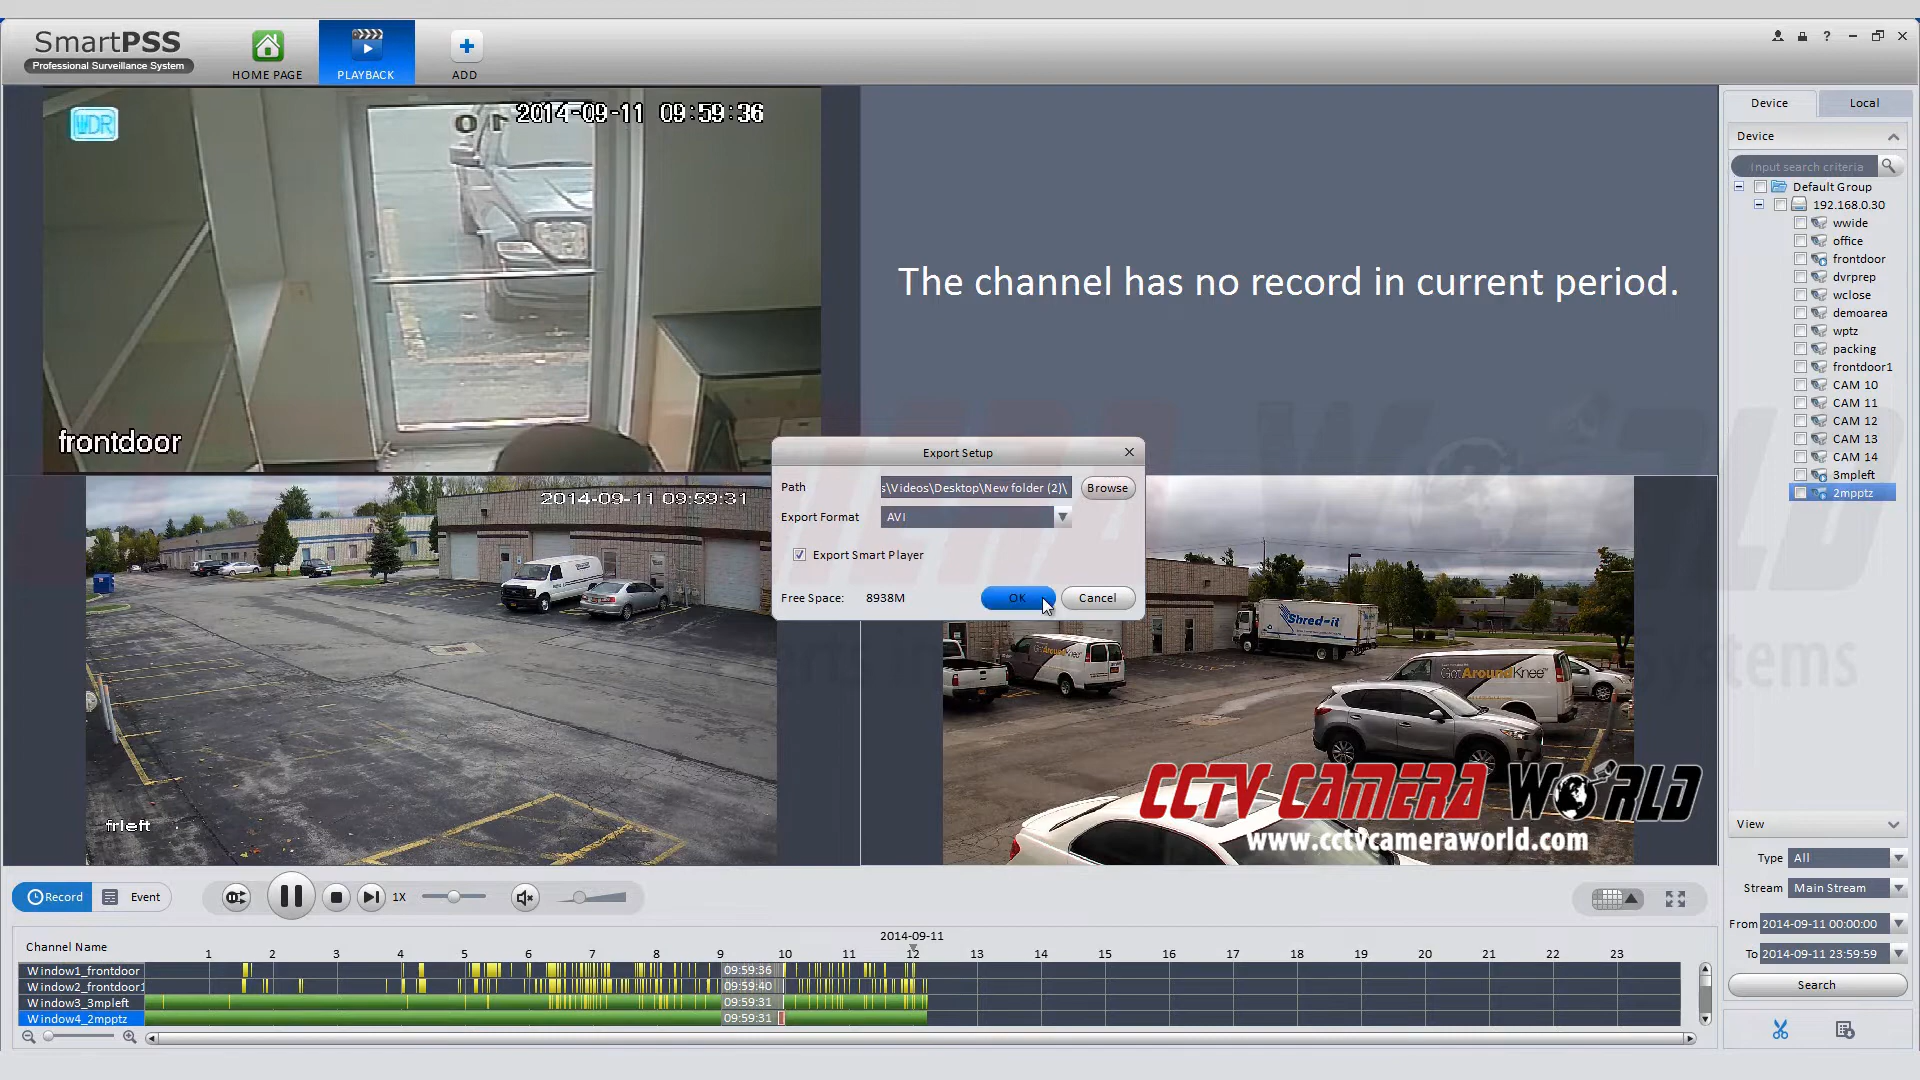 SmartPSS
Professional Surveillance System
HOME PAGE
PLAYBACK
ADD
WDR
2014-09-11 09:59:36
10
frontdoor
The channel has no record in current period.
2014-09-11 09:59:31
frleft
Export Setup
Path
s\Videos\Desktop\New folder (2)\
Browse
Export Format
AVI
Export Smart Player
Free Space: 8938M
OK
Cancel
Shred-it
GotAroundKnee
GotAroundKnee
CCTV CAMERA WORLD
www.cctvcameraworld.com
Device
Local
Device
Input search criteria
Default Group
192.168.0.30
wwide
office
frontdoor
dvrprep
wclose
demoarea
wptz
packing
frontdoor1
CAM 10
CAM 11
CAM 12
CAM 13
CAM 14
3mpleft
2mpptz
View
Type All
Stream Main Stream
From 2014-09-11 00:00:00
To 2014-09-11 23:59:59
Search
Record
Event
1X
2014-09-11
Channel Name
1 2 3 4 5 6 7 8 9 10 11 12 13 14 15 16 17 18 19 20 21 22 23
Window1_frontdoor 09:59:36
Window2_frontdoor1 09:59:40
Window3_3mpleft 09:59:31
Window4_2mpptz 09:59:31